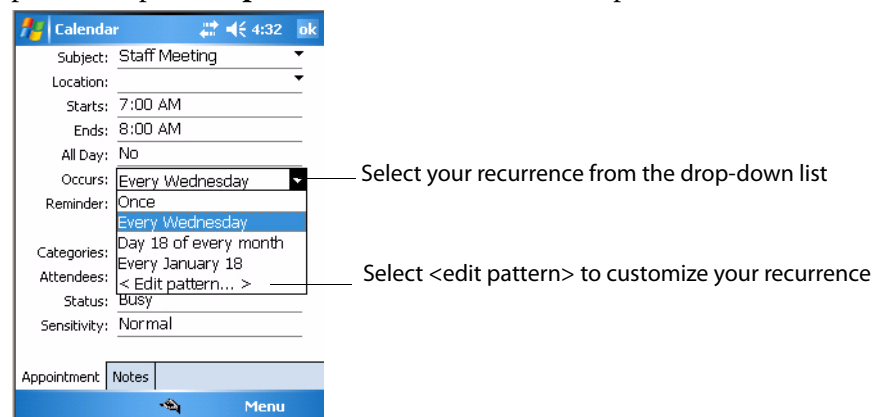 Calendar 4:32 ok
Subject: Staff Meeting
Location:
Starts: 7:00 AM
Ends: 8:00 AM
All Day: No
Occurs: Every Wednesday
Select your recurrence from the drop-down list
Reminder: Once
Every Wednesday
Day 18 of every month
Categories:
Every January 18
Attendees: < Edit pattern... >
Select <edit pattern> to customize your recurrence
Status: Busy
Sensitivity: Normal
Appointment Notes
Menu